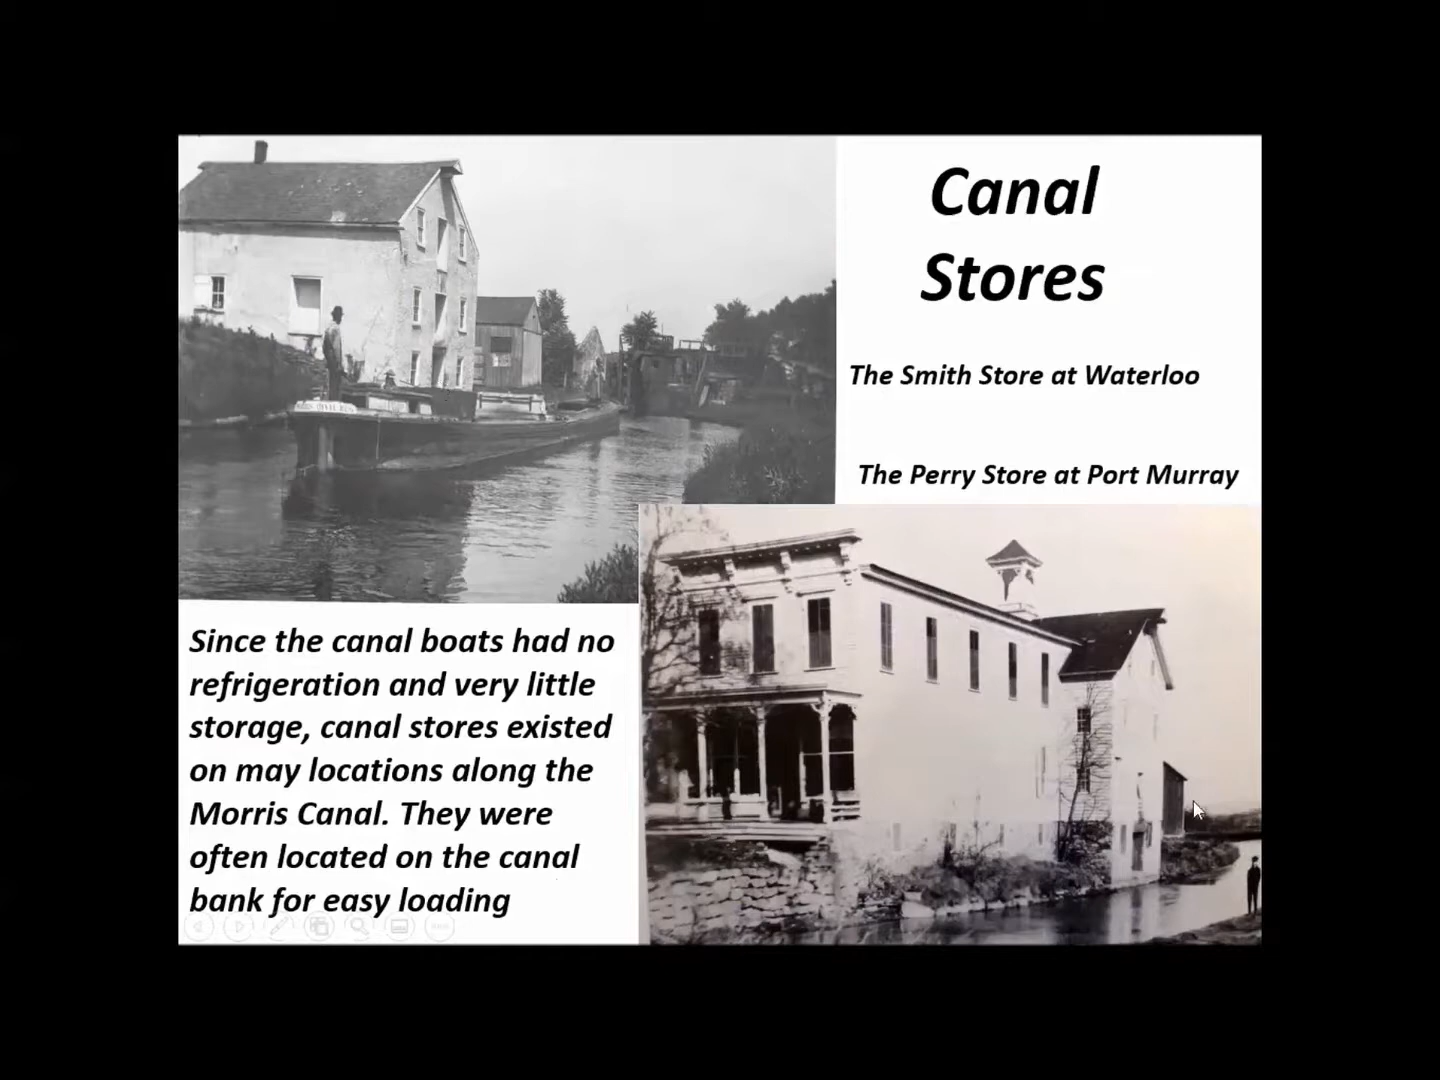 Canal
Stores
The Smith Store at Waterloo
The Perry Store at Port Murray
Since the canal boats had no
refrigeration and very little
storage, canal stores existed
on may locations along the
Morris Canal. They were
often located on the canal
bank for easy loading